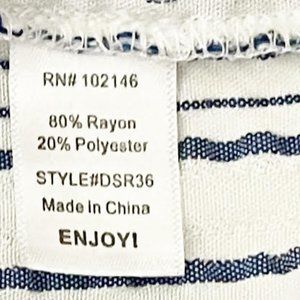 RN# 102146
80% Rayon
20% Polyester
STYLE#DSR36
Made in China
ENJOY!